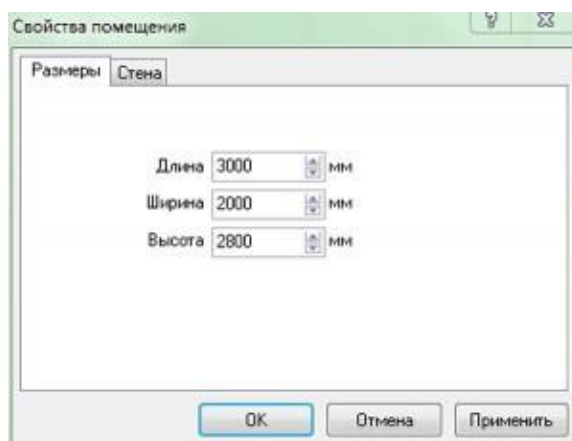 Свойства помещения
Размеры Стена
Длина 3000 мм
Ширина 2000 мм
Высота 2800 мм
OK Отмена Применить